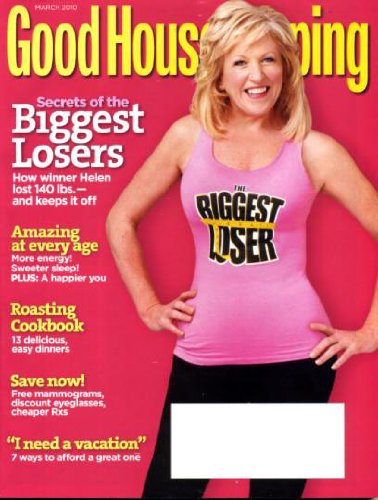 MARCH 2010
Good Hous ping
Secrets of the
Biggest
Losers
How winner Helen
lost 140 lbs.—
and keeps it off
THE
BIGGEST
LOSER
Amazing
at every age
More energy!
Sweeter sleep!
PLUS: A happier you
Roasting
Cookbook
13 delicious,
easy dinners
Save now!
Free mammograms,
discount eyeglasses,
cheaper Rxs
"I need a vacation"
7 ways to afford a great one